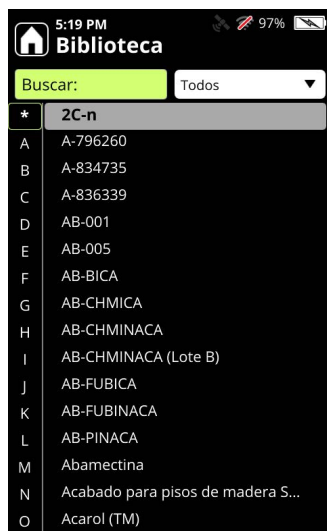 5:19 PM
97%
Biblioteca
Buscar:
Todos
* 2C-n
A A-796260
B A-834735
C A-836339
D AB-001
E AB-005
F AB-BICA
G AB-CHMICA
H AB-CHMINACA
I AB-CHMINACA (Lote B)
J AB-FUBICA
K AB-FUBINACA
L AB-PINACA
M Abamectina
N Acabado para pisos de madera S...
O Acarol (TM)